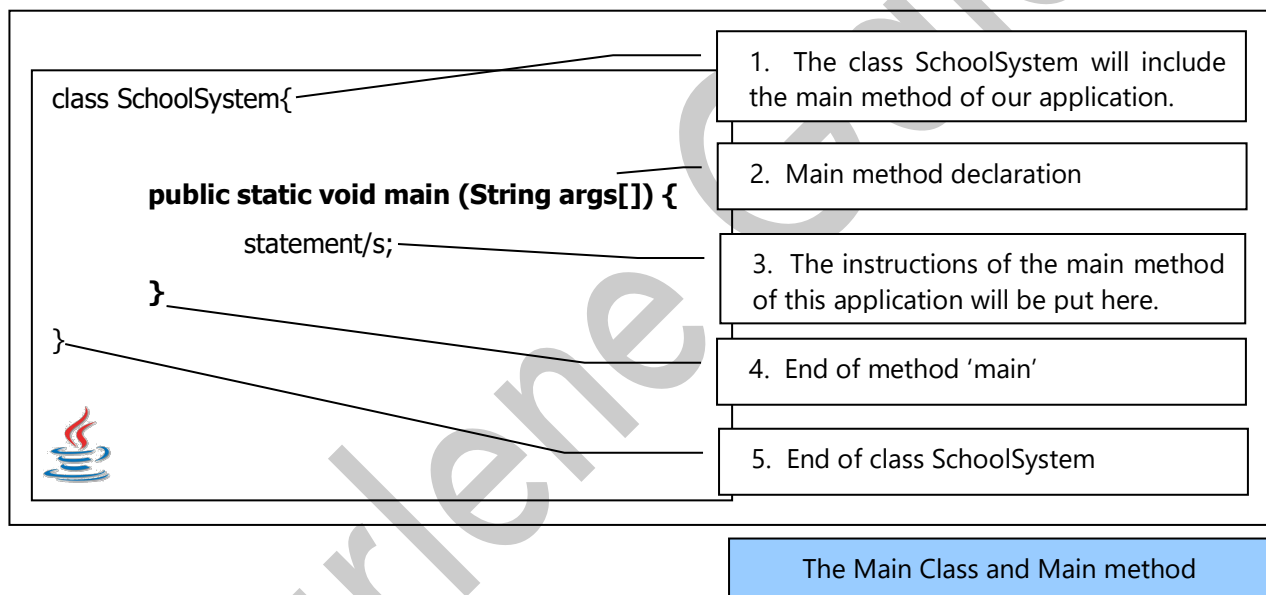 class SchoolSystem{
public static void main (String args[]) {
statement/s;
}
}
1. The class SchoolSystem will include
the main method of our application.
2. Main method declaration
3. The instructions of the main method
of this application will be put here.
4. End of method ‘main’
5. End of class SchoolSystem
The Main Class and Main method